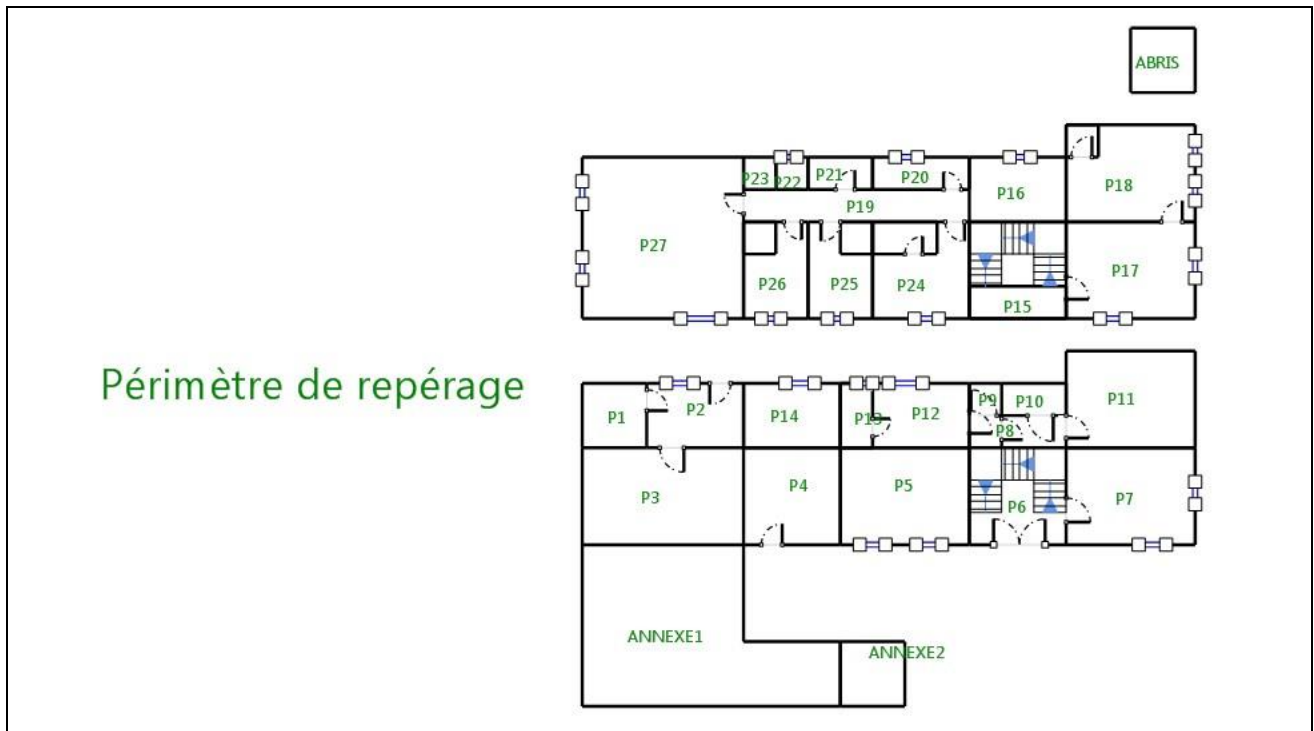 ABRIS
P23
P22
P21
P20
P16
P18
P19
P27
P26
P25
P24
P15
P17
Périmètre de repérage
P1
P2
P14
P13
P12
P9
P10
P8
P11
P3
P4
P5
P6
P7
ANNEXE1
ANNEXE2